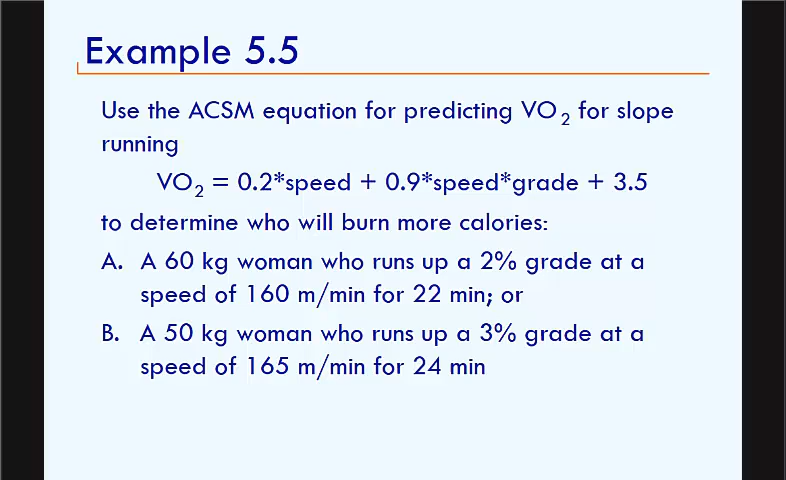 Example 5.5
Use the ACSM equation for predicting VO₂ for slope
running
VO₂ = 0.2*speed + 0.9*speed*grade + 3.5
to determine who will burn more calories:
A. A 60 kg woman who runs up a 2% grade at a
speed of 160 m/min for 22 min; or
B. A 50 kg woman who runs up a 3% grade at a
speed of 165 m/min for 24 min